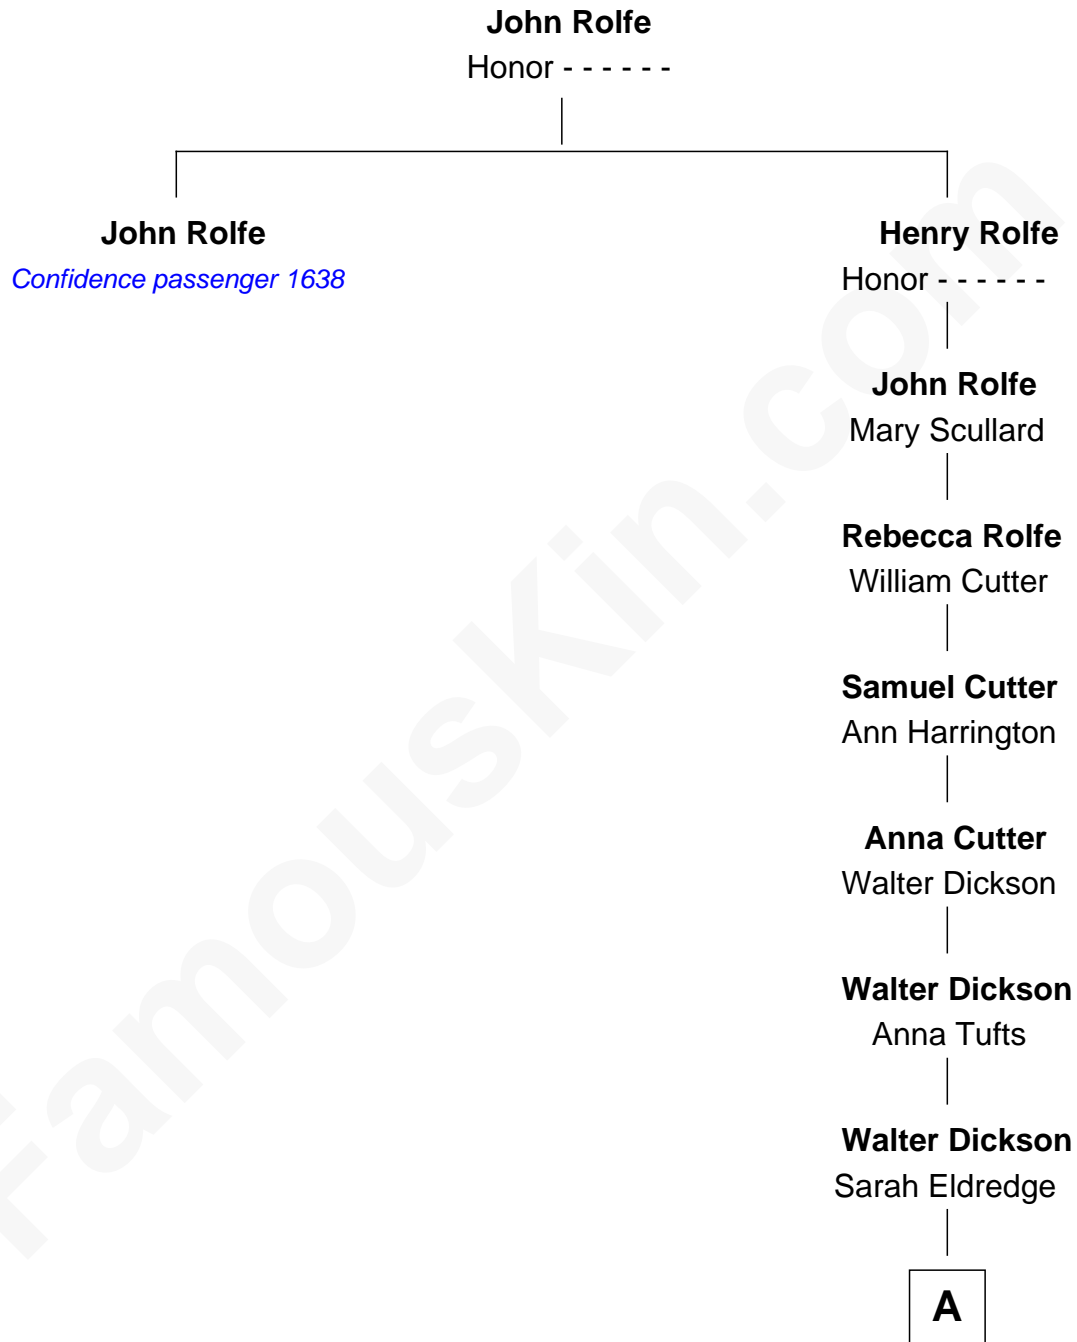 John Rolfe
Honor - - - - - -
John Rolfe
Confidence passenger 1638
Henry Rolfe
Honor - - - - - -
John Rolfe
Mary Scullard
Rebecca Rolfe
William Cutter
Samuel Cutter
Ann Harrington
Anna Cutter
Walter Dickson
Walter Dickson
Anna Tufts
Walter Dickson
Sarah Eldredge
A
FamousKin.com